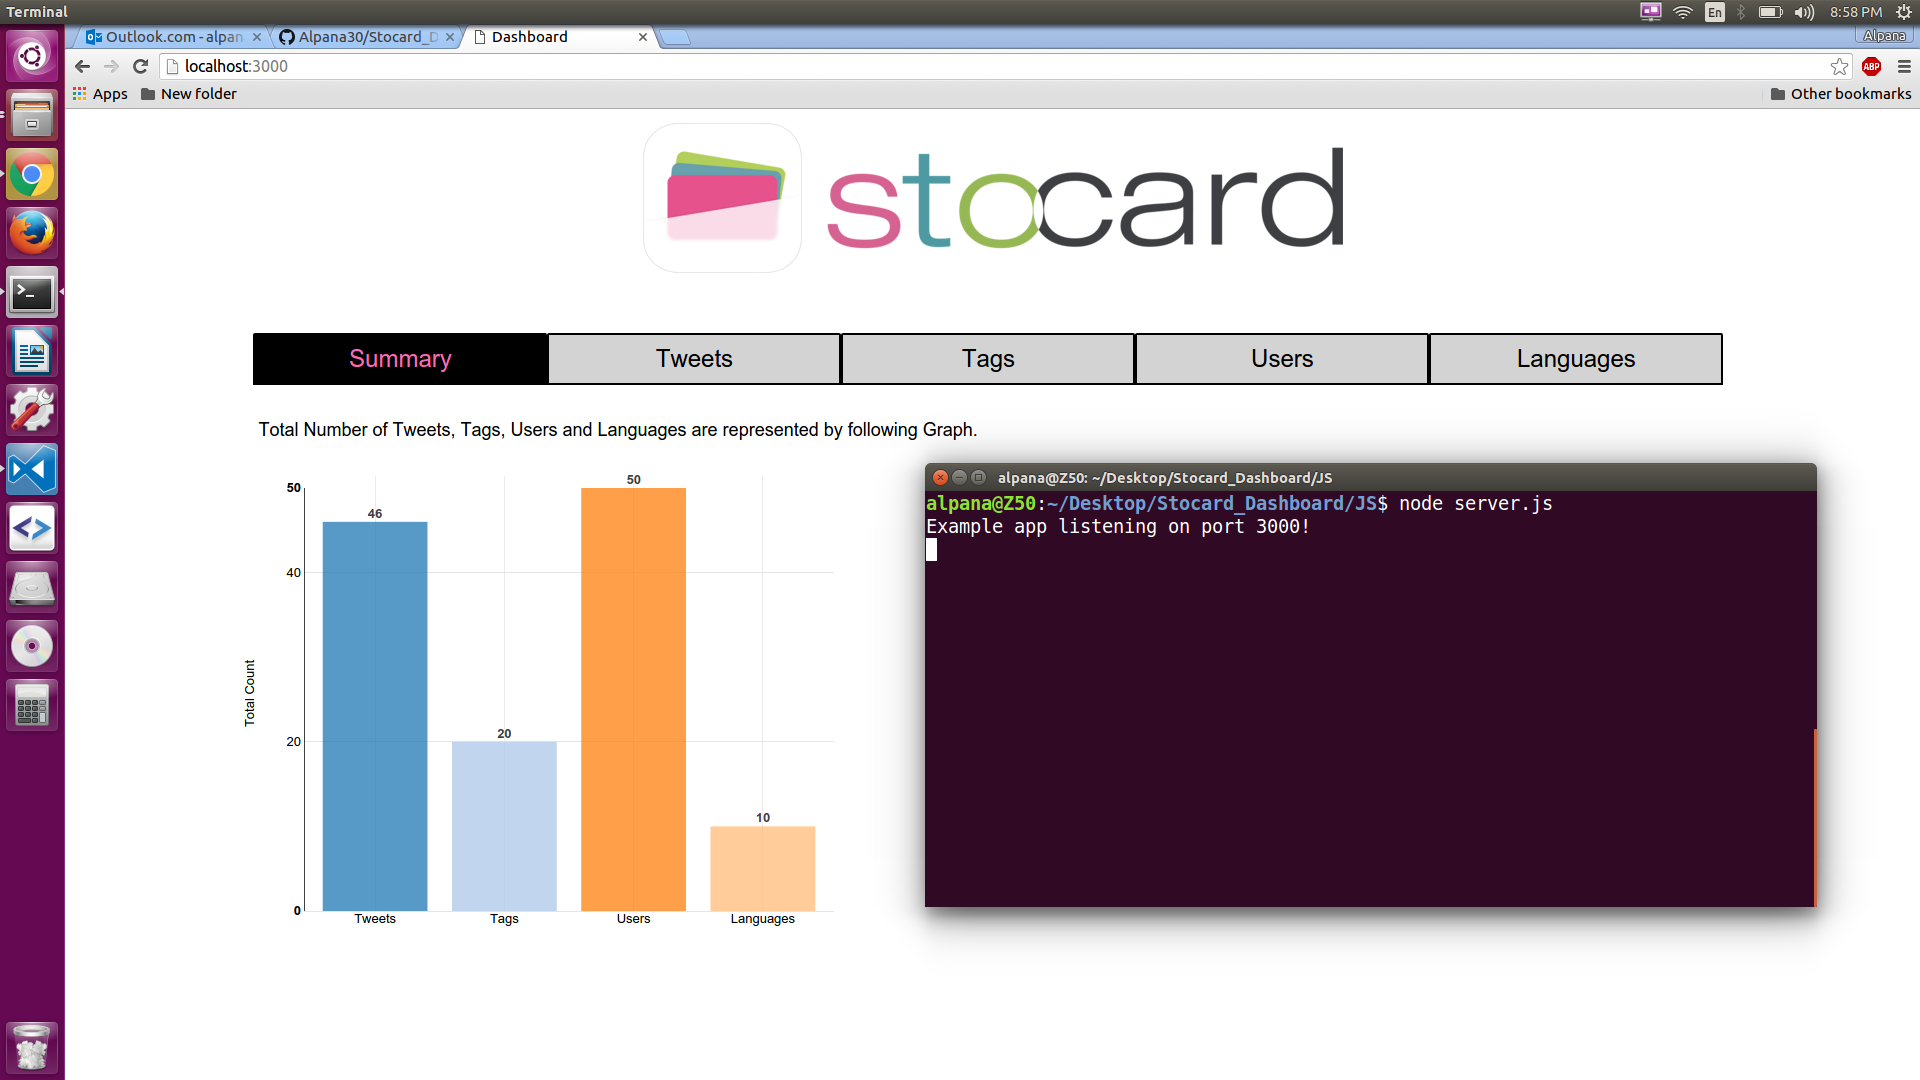 Terminal
En
8:58 PM
Outlook.com - alpan
Alpana30/Stocard_D
Dashboard
Alpana
localhost:3000
ABP
Apps
New folder
Other bookmarks
stocard
Summary
Tweets
Tags
Users
Languages
Total Number of Tweets, Tags, Users and Languages are represented by following Graph.
50
40
20
0
Total Count
46
20
50
10
Tweets
Tags
Users
Languages
alpana@Z50: ~/Desktop/Stocard_Dashboard/JS
alpana@Z50:~/Desktop/Stocard_Dashboard/JS$ node server.js
Example app listening on port 3000!